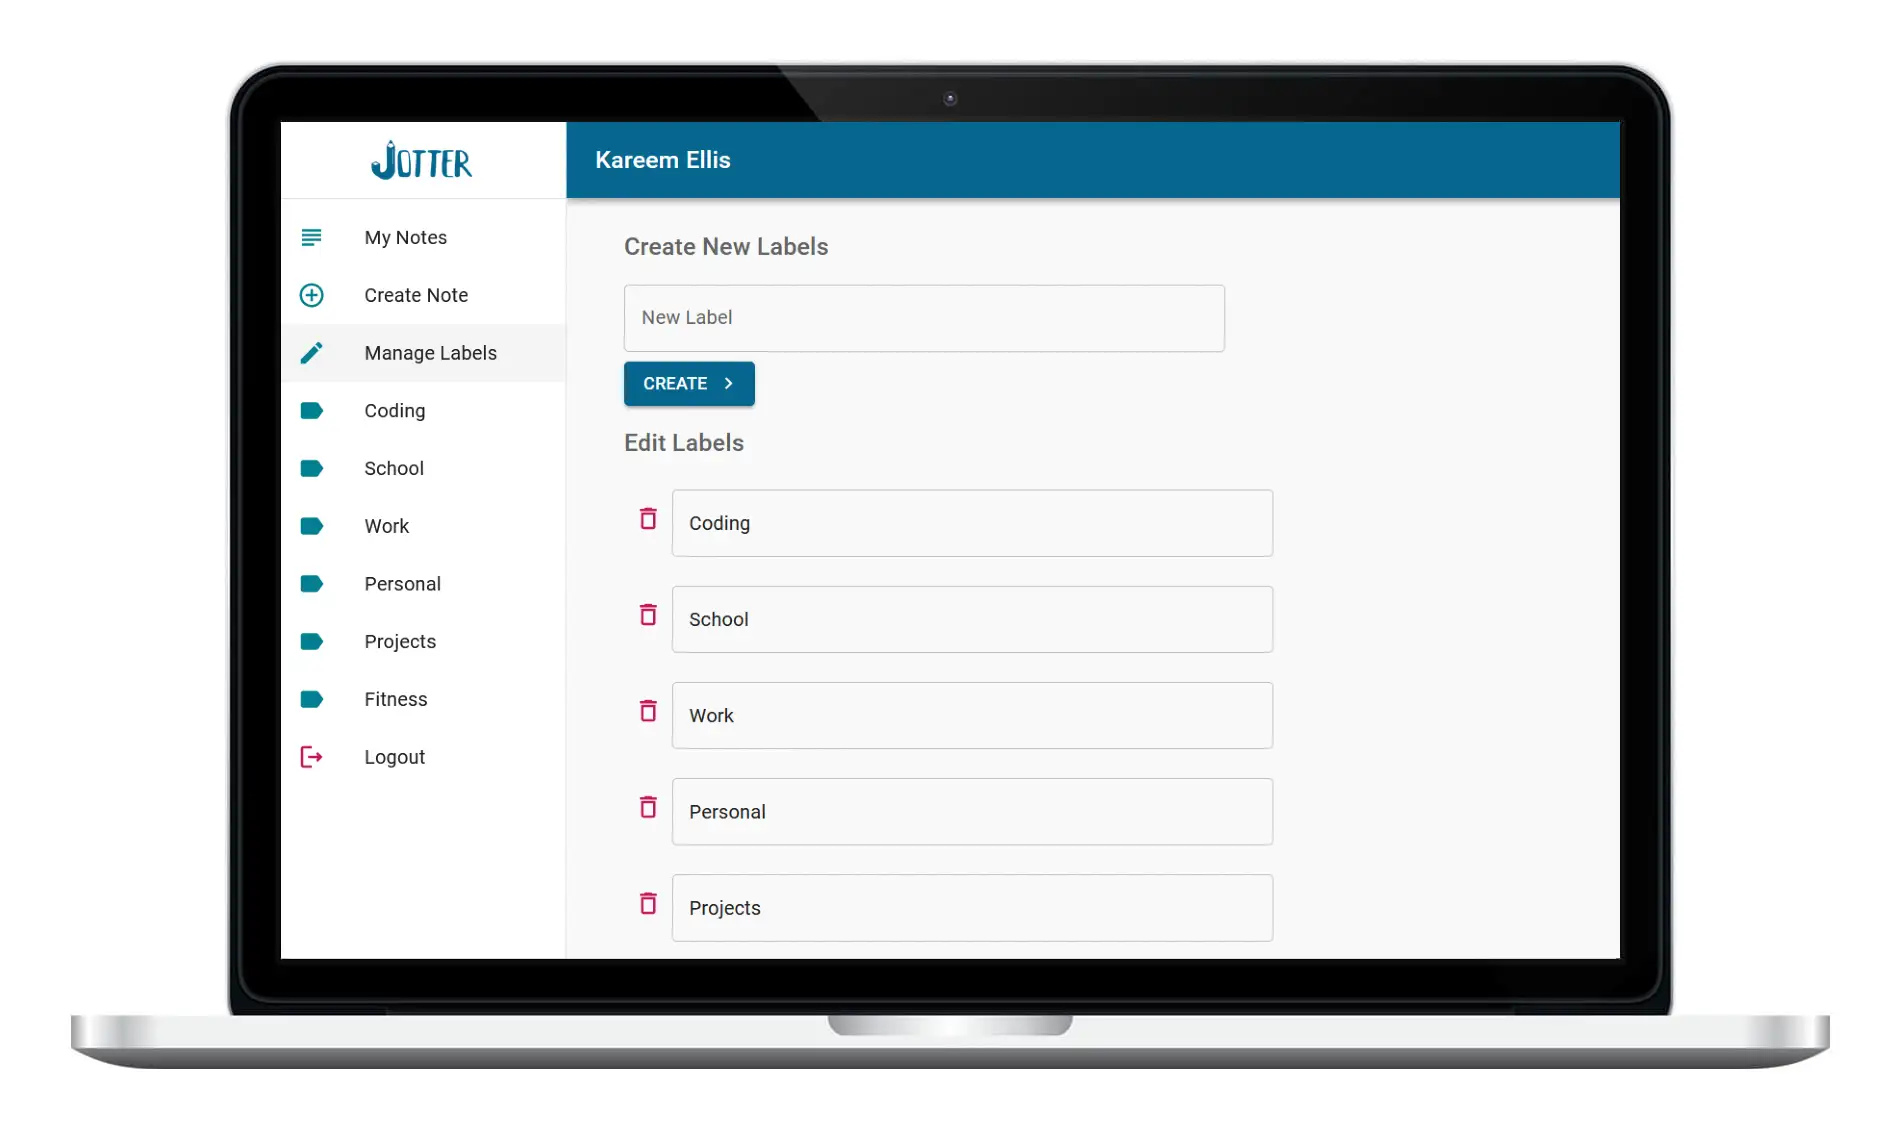 JOTTER
Kareem Ellis
My Notes
Create Note
Manage Labels
Coding
School
Work
Personal
Projects
Fitness
Logout
Create New Labels
New Label
CREATE
Edit Labels
Coding
School
Work
Personal
Projects